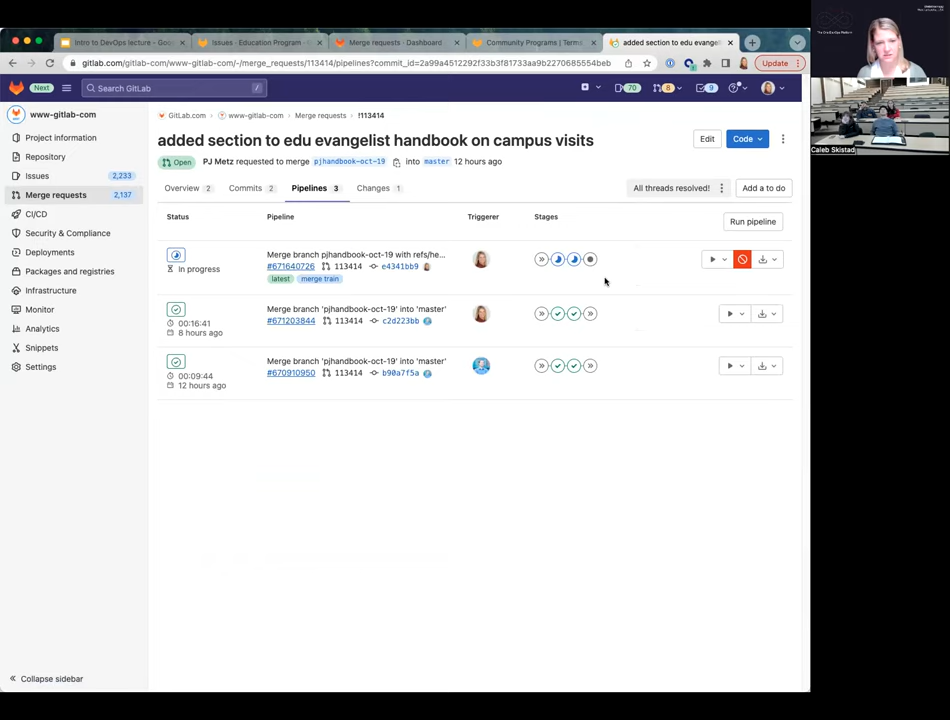 Intro to DevOps lecture - Goo
Issues · Education Program -
Merge requests · Dashboard
Community Programs | Terms
added section to edu evangel
gitlab.com/gitlab-com/www-gitlab-com/-/merge_requests/113414/pipelines?commit_id=2a99a4512292f33b3f81733aa9b2270685554beb
Update
Next
Search GitLab
/
70
8
9
www-gitlab-com
Project information
Repository
Issues 2,233
Merge requests 2,137
CI/CD
Security & Compliance
Deployments
Packages and registries
Infrastructure
Monitor
Analytics
Snippets
Settings
Collapse sidebar
GitLab.com › www-gitlab-com › Merge requests › !113414
added section to edu evangelist handbook on campus visits
Edit
Code
Open PJ Metz requested to merge pjhandbook-oct-19 into master 12 hours ago
Overview 2
Commits 2
Pipelines 3
Changes 1
All threads resolved!
Add a to do
Status Pipeline Triggerer Stages
Run pipeline
In progress
Merge branch pjhandbook-oct-19 with refs/he...
#671640726 113414 e4341bb9
latest merge train
00:16:41
8 hours ago
Merge branch 'pjhandbook-oct-19' into 'master'
#671203844 113414 c2d223bb
00:09:44
12 hours ago
Merge branch 'pjhandbook-oct-19' into 'master'
#670910950 113414 b90a7f5a
Caleb Skistad